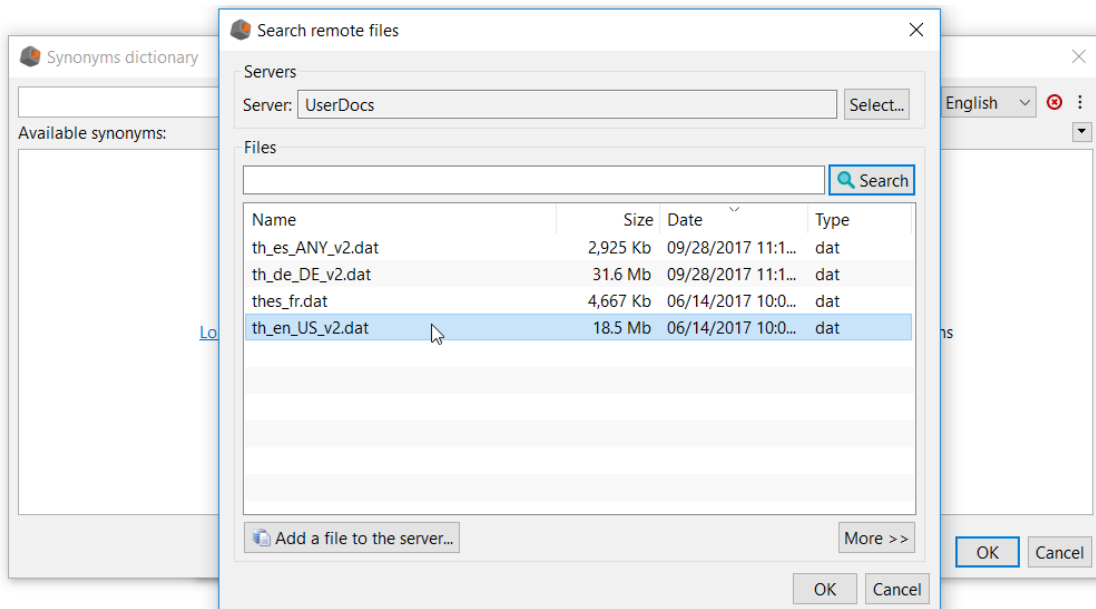 Search remote files
Synonyms dictionary
Servers
Server: UserDocs Select...
English
Available synonyms:
Files
Search
Name Size Date Type
th_es_ANY_v2.dat 2,925 Kb 09/28/2017 11:1... dat
th_de_DE_v2.dat 31.6 Mb 09/28/2017 11:1... dat
thes_fr.dat 4,667 Kb 06/14/2017 10:0... dat
th_en_US_v2.dat 18.5 Mb 06/14/2017 10:0... dat
Lo ns
Add a file to the server... More >>
OK Cancel
OK Cancel